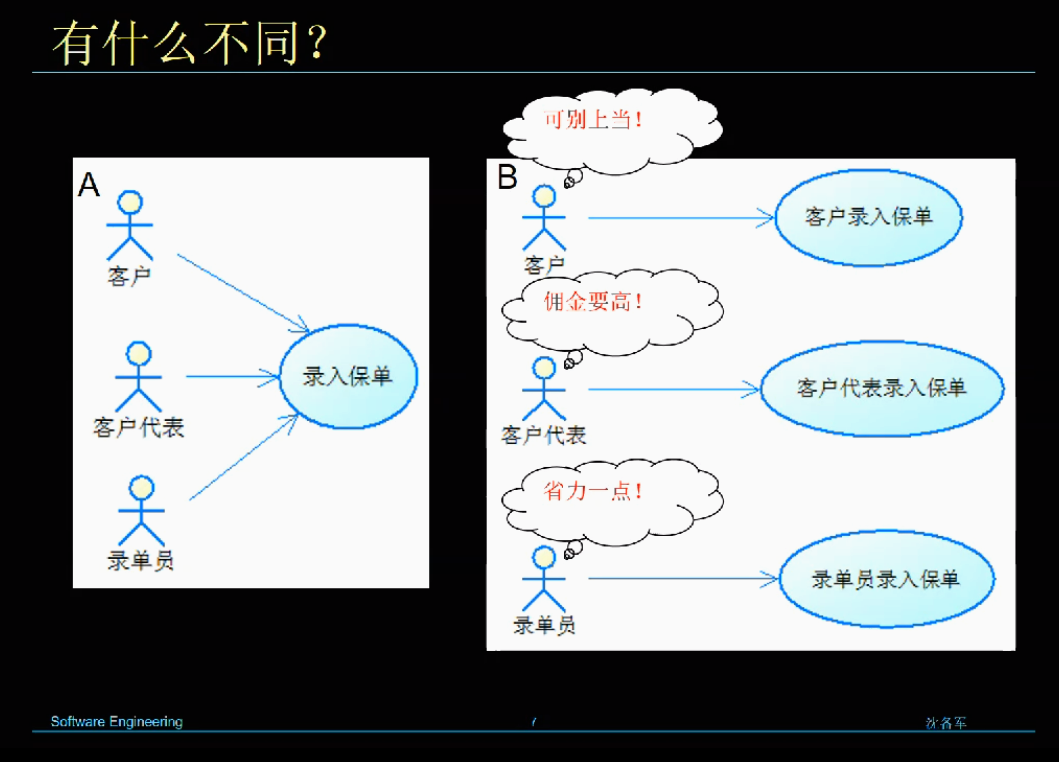 有什么不同?
A
客户
客户代表
录单员
录入保单
B
可别上当!
客户
客户录入保单
佣金要高!
客户代表
客户代表录入保单
省力一点!
录单员
录单员录入保单
Software Engineering
7
沈备军